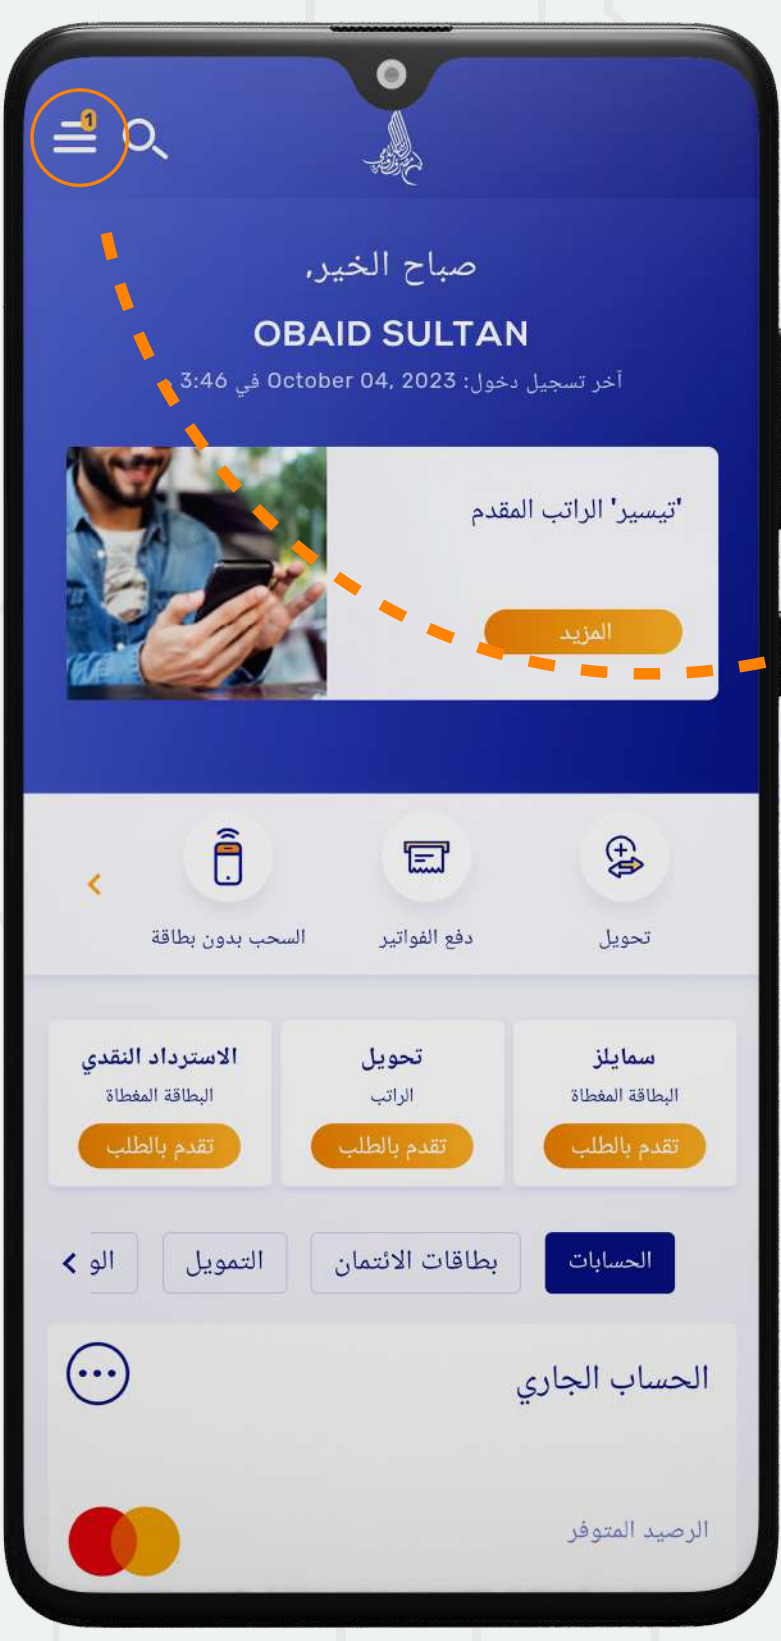 1
صباح الخير,
OBAID SULTAN
آخر تسجيل دخول: October 04, 2023 في 3:46
'تيسير' الراتب المقدم
المزيد
تحويل
دفع الفواتير
السحب بدون بطاقة
سمايلز
البطاقة المغطاة
تقدم بالطلب
تحويل
الراتب
تقدم بالطلب
الاسترداد النقدي
البطاقة المغطاة
تقدم بالطلب
الحسابات
بطاقات الائتمان
التمويل
الو
الحساب الجاري
الرصيد المتوفر